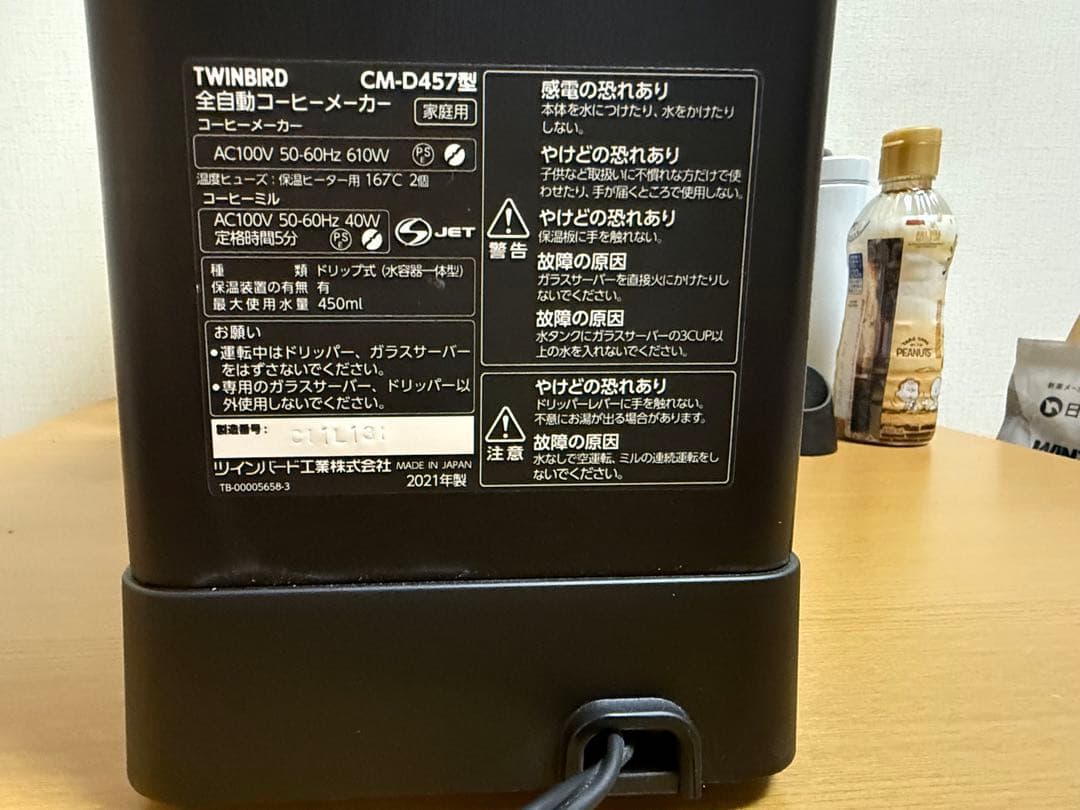 TWINBIRD CM-D457型
全自動コーヒーメーカー 家庭用
コーヒーメーカー
AC100V 50-60Hz 610W PSE
温度ヒューズ：保温ヒーター用 167℃ 2個
コーヒーミル
AC100V 50-60Hz 40W
定格時間5分 PSE
JET
種類 ドリップ式（水容器一体型）
保温装置の有無 有
最大使用水量 450ml
お願い
●運転中はドリッパー、ガラスサーバー
をはずさないでください。
●専用のガラスサーバー、ドリッパー以
外使用しないでください。
製造番号：
ツインバード工業株式会社 MADE IN JAPAN
TB-00005658-3 2021年製
警告
感電の恐れあり
本体を水につけたり、水をかけたり
しない。
やけどの恐れあり
子供など取扱いに不慣れな方だけで使
わせたり、手が届くところで使用しない。
やけどの恐れあり
保温板に手を触れない。
故障の原因
ガラスサーバーを直接火にかけたりし
ないでください。
故障の原因
水タンクにガラスサーバーの3CUP以
上の水を入れないでください。
注意
やけどの恐れあり
ドリッパーレバーに手を触れない。
不意にお湯が出る場合があります。
故障の原因
水なしで空運転、ミルの連続運転をし
ないでください。
PEANUTS